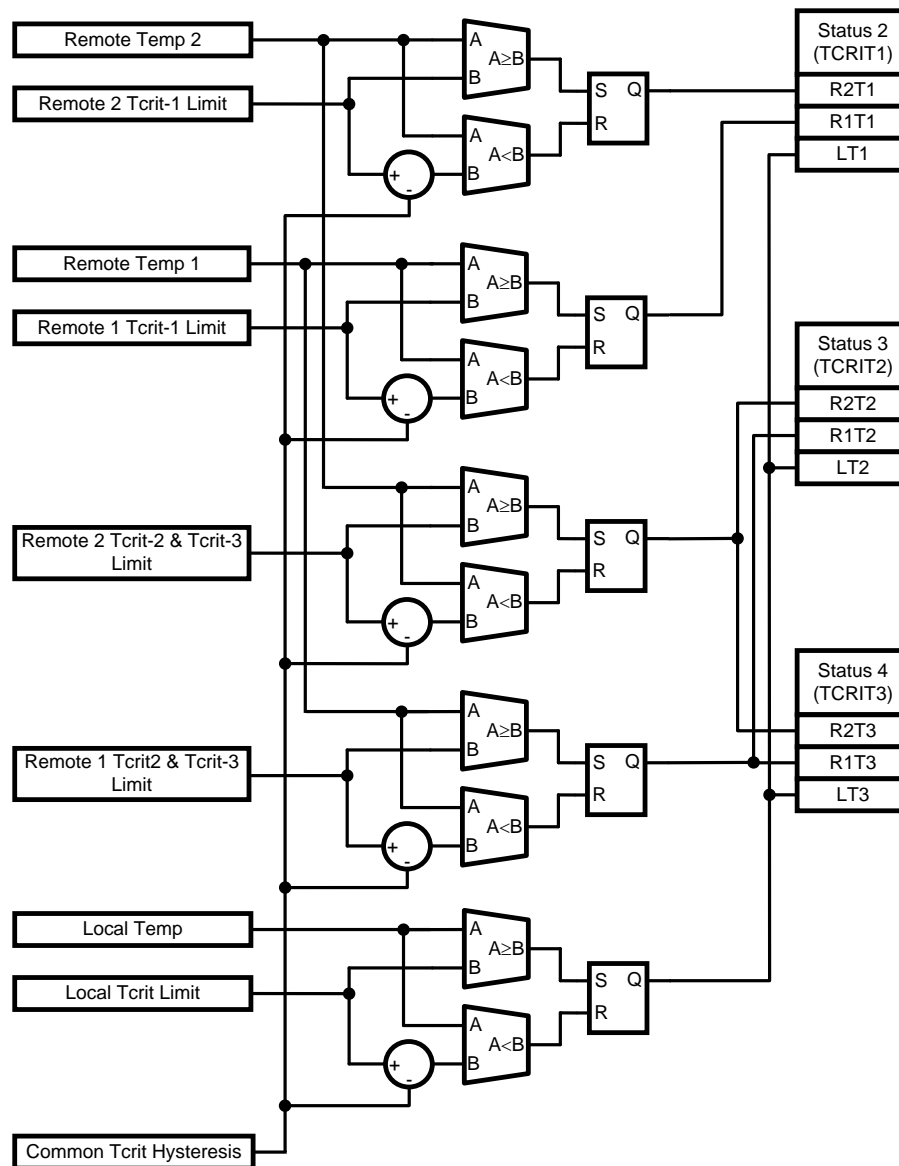 Remote Temp 2
Remote 2 Tcrit-1 Limit
A
A≥B
B
A
A<B
B
+
-
S
Q
R
Status 2
(TCRIT1)
R2T1
R1T1
LT1
Remote Temp 1
Remote 1 Tcrit-1 Limit
A
A≥B
B
A
A<B
B
+
-
S
Q
R
Status 3
(TCRIT2)
R2T2
R1T2
LT2
Remote 2 Tcrit-2 & Tcrit-3
Limit
A
A≥B
B
A
A<B
B
+
-
S
Q
R
Status 4
(TCRIT3)
R2T3
R1T3
LT3
Remote 1 Tcrit2 & Tcrit-3
Limit
A
A≥B
B
A
A<B
B
+
-
S
Q
R
Local Temp
Local Tcrit Limit
A
A≥B
B
A
A<B
B
+
-
S
Q
R
Common Tcrit Hysteresis